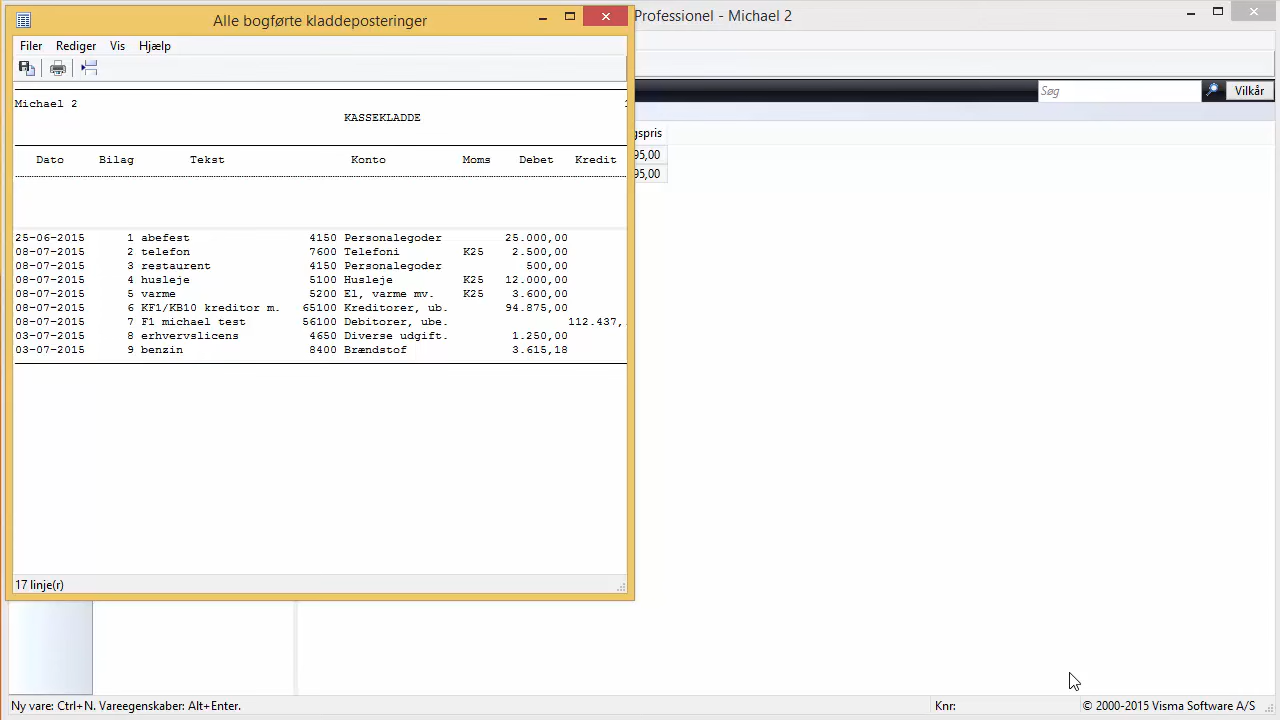 Alle bogførte kladdeposteringer
Professionel - Michael 2
Filer Rediger Vis Hjælp
Søg
Vilkår
Michael 2
KASSEKLADDE
Dato Bilag Tekst Konto Moms Debet Kredit
25-06-2015 1 abefest 4150 Personalegoder 25.000,00
08-07-2015 2 telefon 7600 Telefoni K25 2.500,00
08-07-2015 3 restaurent 4150 Personalegoder 500,00
08-07-2015 4 husleje 5100 Husleje K25 12.000,00
08-07-2015 5 varme 5200 El, varme mv. K25 3.600,00
08-07-2015 6 KF1/KB10 kreditor m. 65100 Kreditorer, ub. 94.875,00
08-07-2015 7 F1 michael test 56100 Debitorer, ube. 112.437,
03-07-2015 8 erhvervslicens 4650 Diverse udgift. 1.250,00
03-07-2015 9 benzin 8400 Brændstof 3.615,18
gspris
95,00
95,00
17 linje(r)
Ny vare: Ctrl+N. Vareegenskaber: Alt+Enter.
Knr:
© 2000-2015 Visma Software A/S